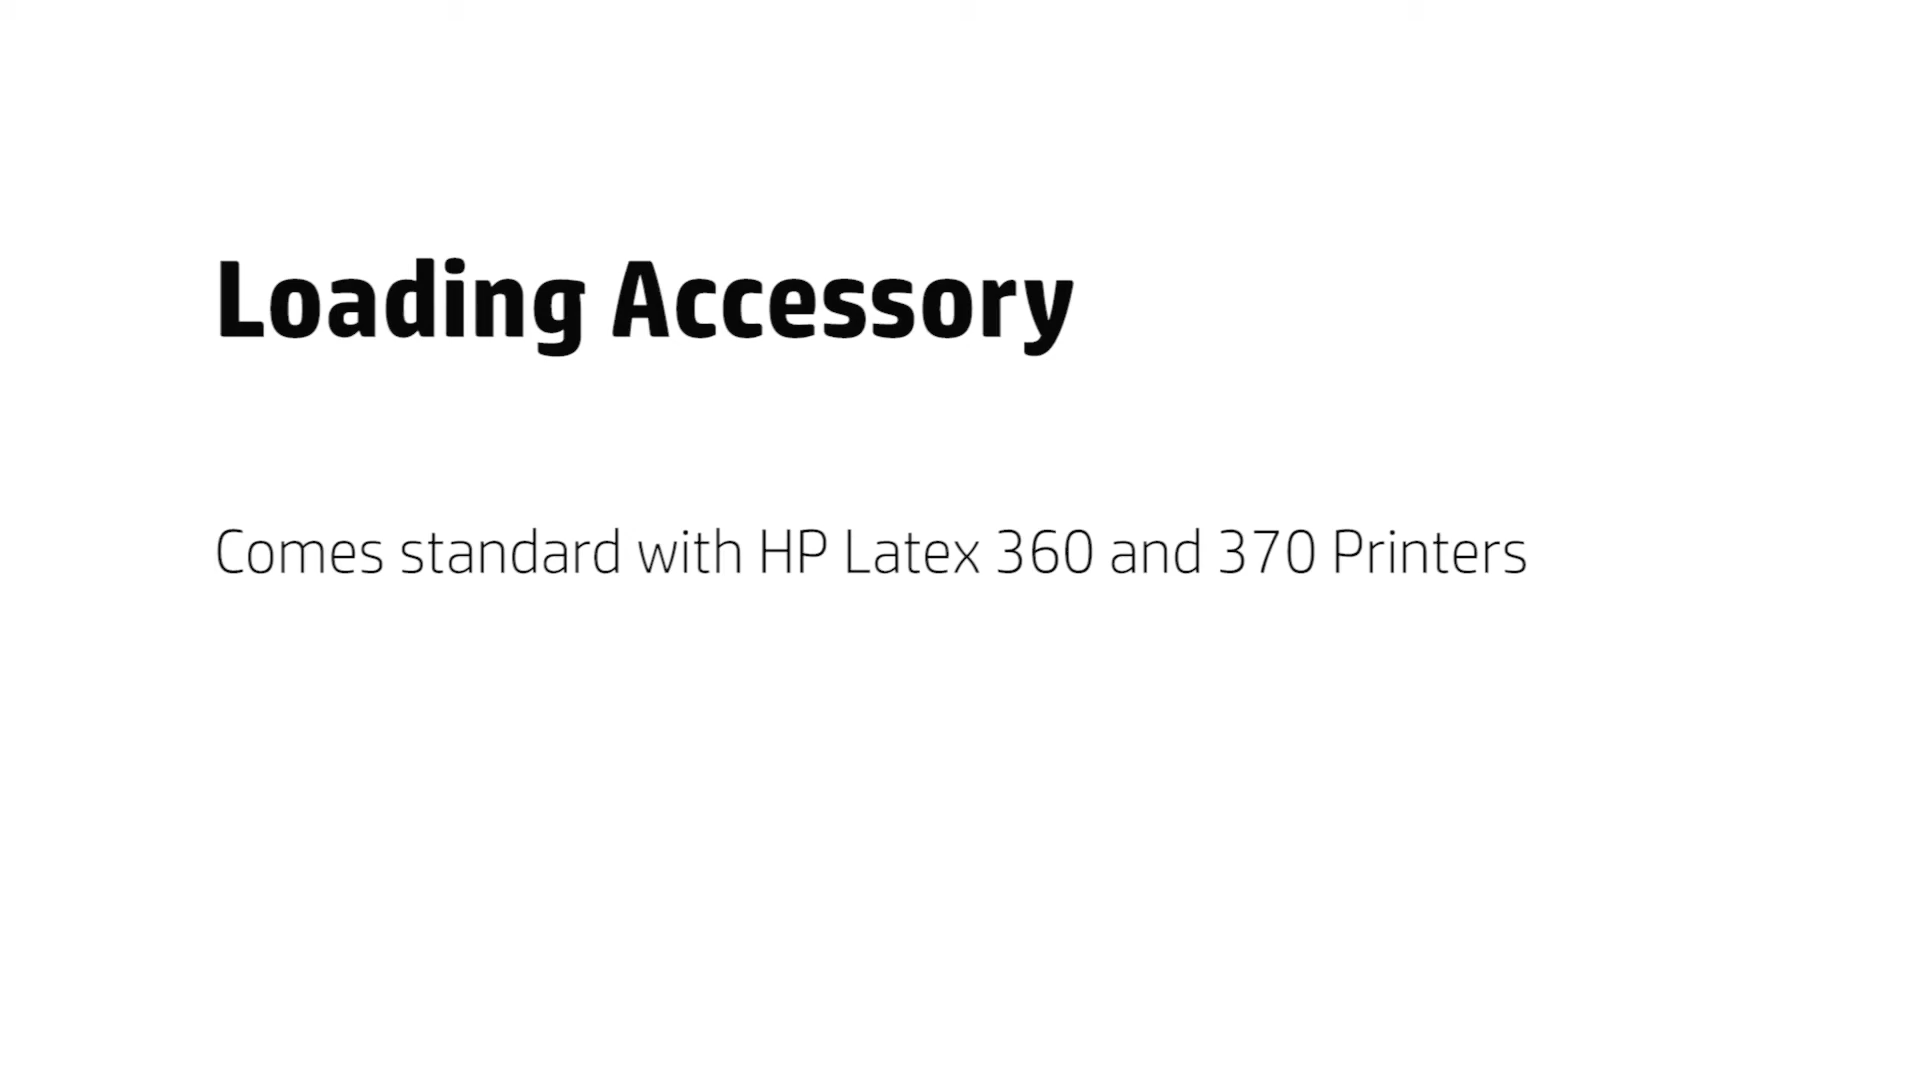 Loading Accessory
Comes standard with HP Latex 360 and 370 Printers